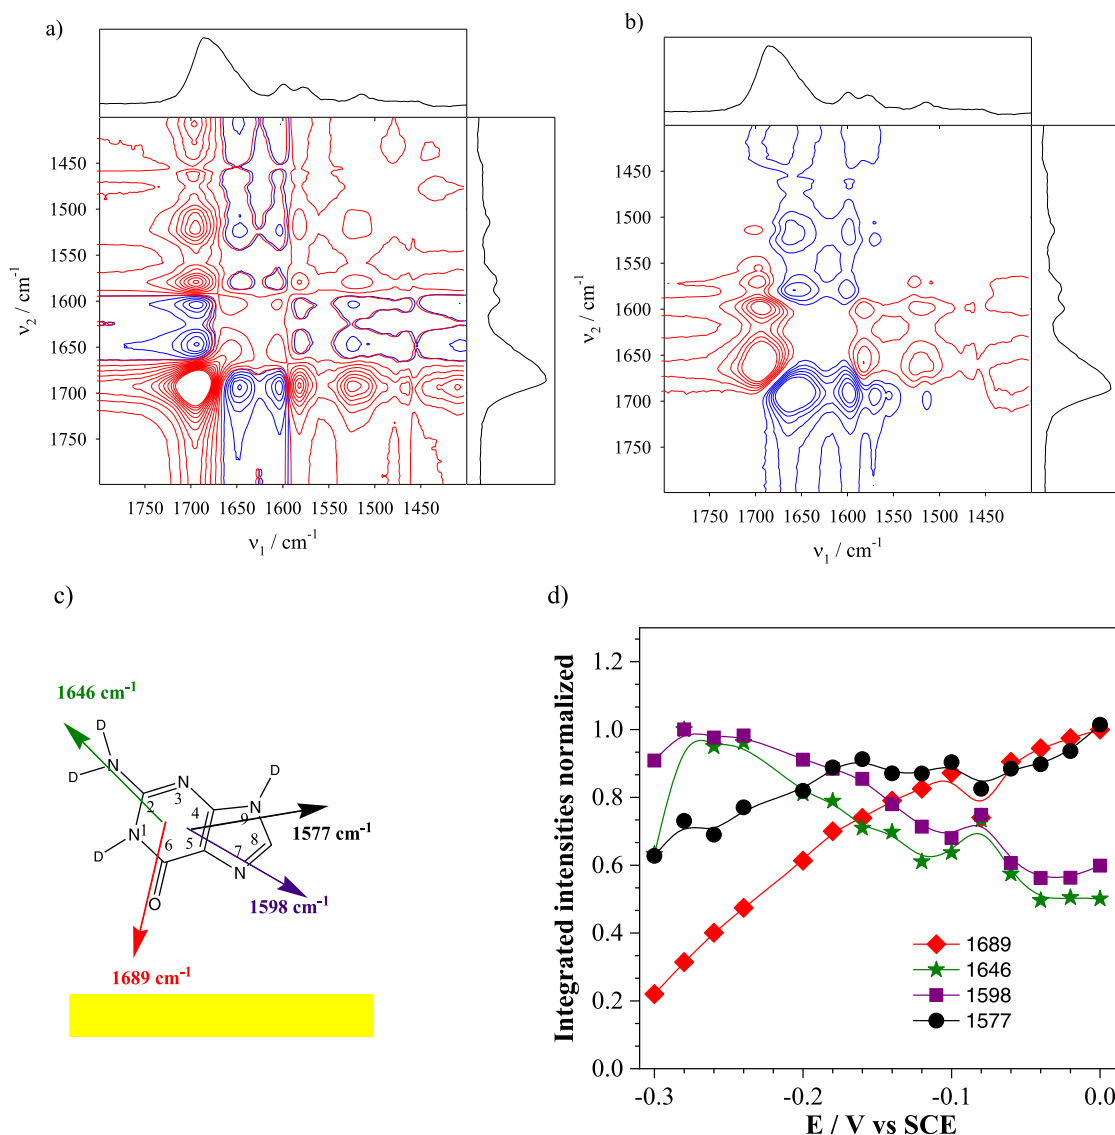 a)
1450
1500
1550
1600
1650
1700
1750
ν2 / cm-1
1750 1700 1650 1600 1550 1500 1450
ν1 / cm-1
b)
1450
1500
1550
1600
1650
1700
1750
ν2 / cm-1
1750 1700 1650 1600 1550 1500 1450
ν1 / cm-1
c)
1646 cm-1
D
D
N
N
3
D
2
4
N
9
N
1
1577 cm-1
8
D
5
6
7
N
O
1598 cm-1
1689 cm-1
d)
Integrated intensities normalized
1.2
1.0
0.8
0.6
0.4
0.2
0.0
1689
1646
1598
1577
-0.3 -0.2 -0.1 0.0
E / V vs SCE